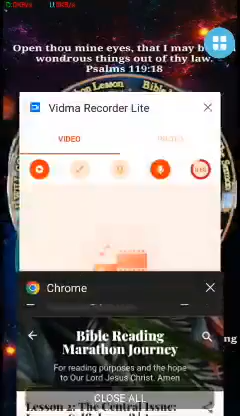 Open thou mine eyes, that I may b
wondrous things out of thy law.
Psalms 119:18
Vidma Recorder Lite
VIDEO
IMAGES
Chrome
Bible Reading
Marathon Journey
For reading purposes and the hope
to Our Lord Jesus Christ. Amen
CLOSE ALL
Lesson 2: The Central Issue: